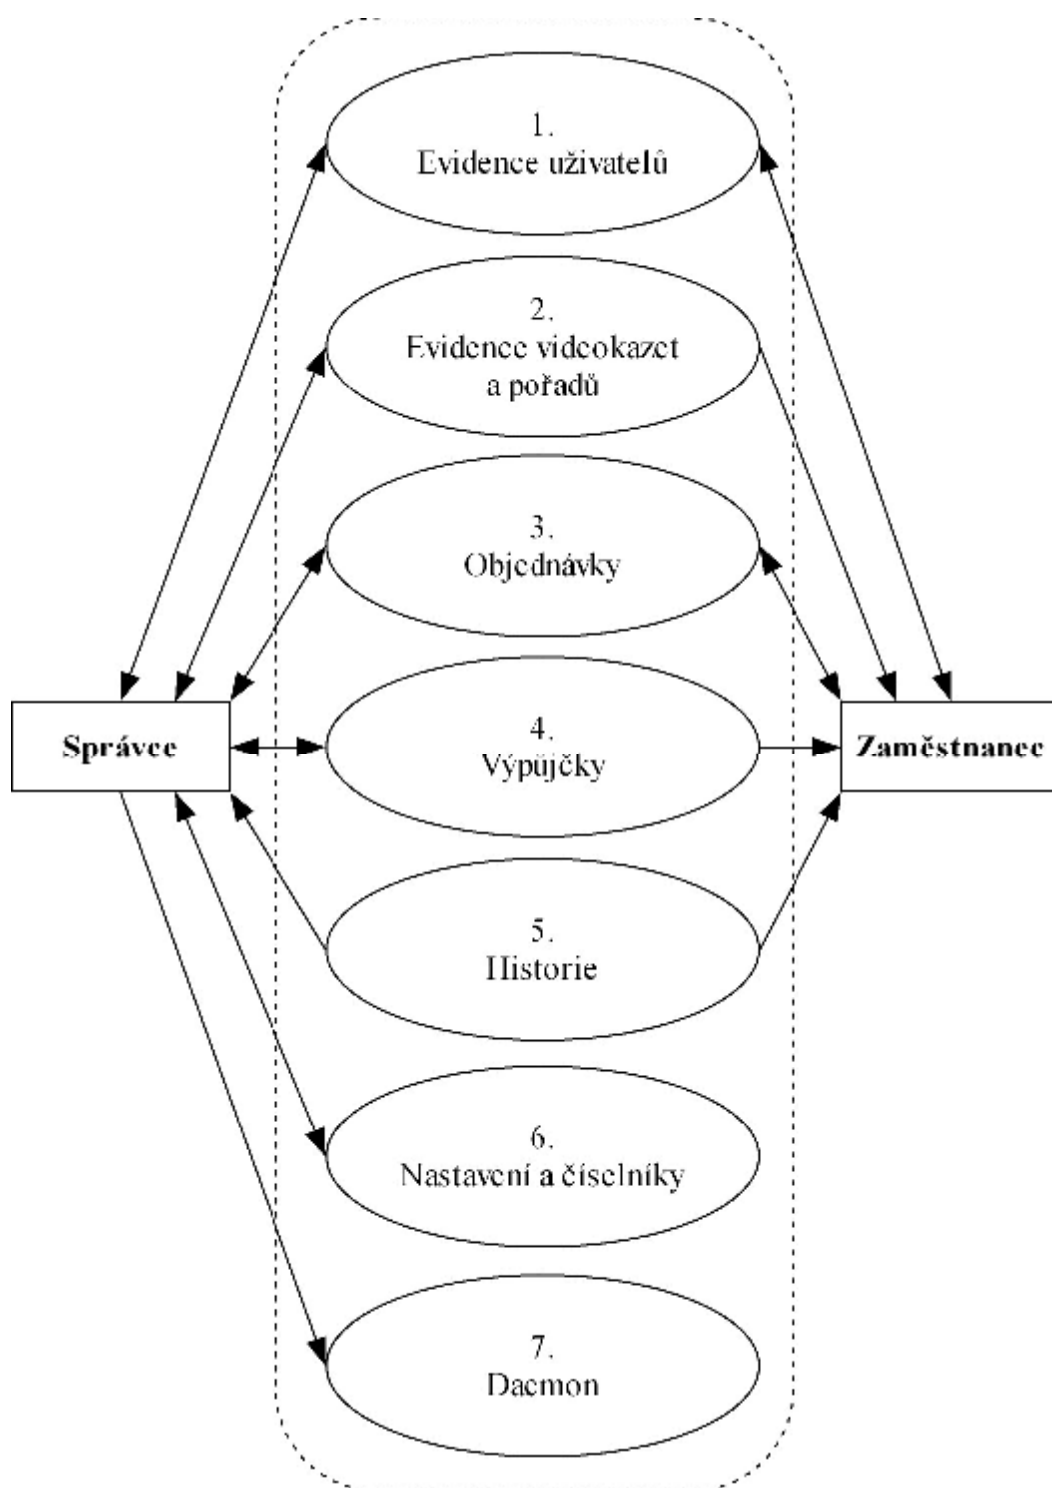 1.
Evidence uživatelů
2.
Evidence videokazet
a pořadů
3.
Objednávky
Správce
4.
Výpůjčky
Zaměstnanec
5.
Historie
6.
Nastavení a číselníky
7.
Daemon